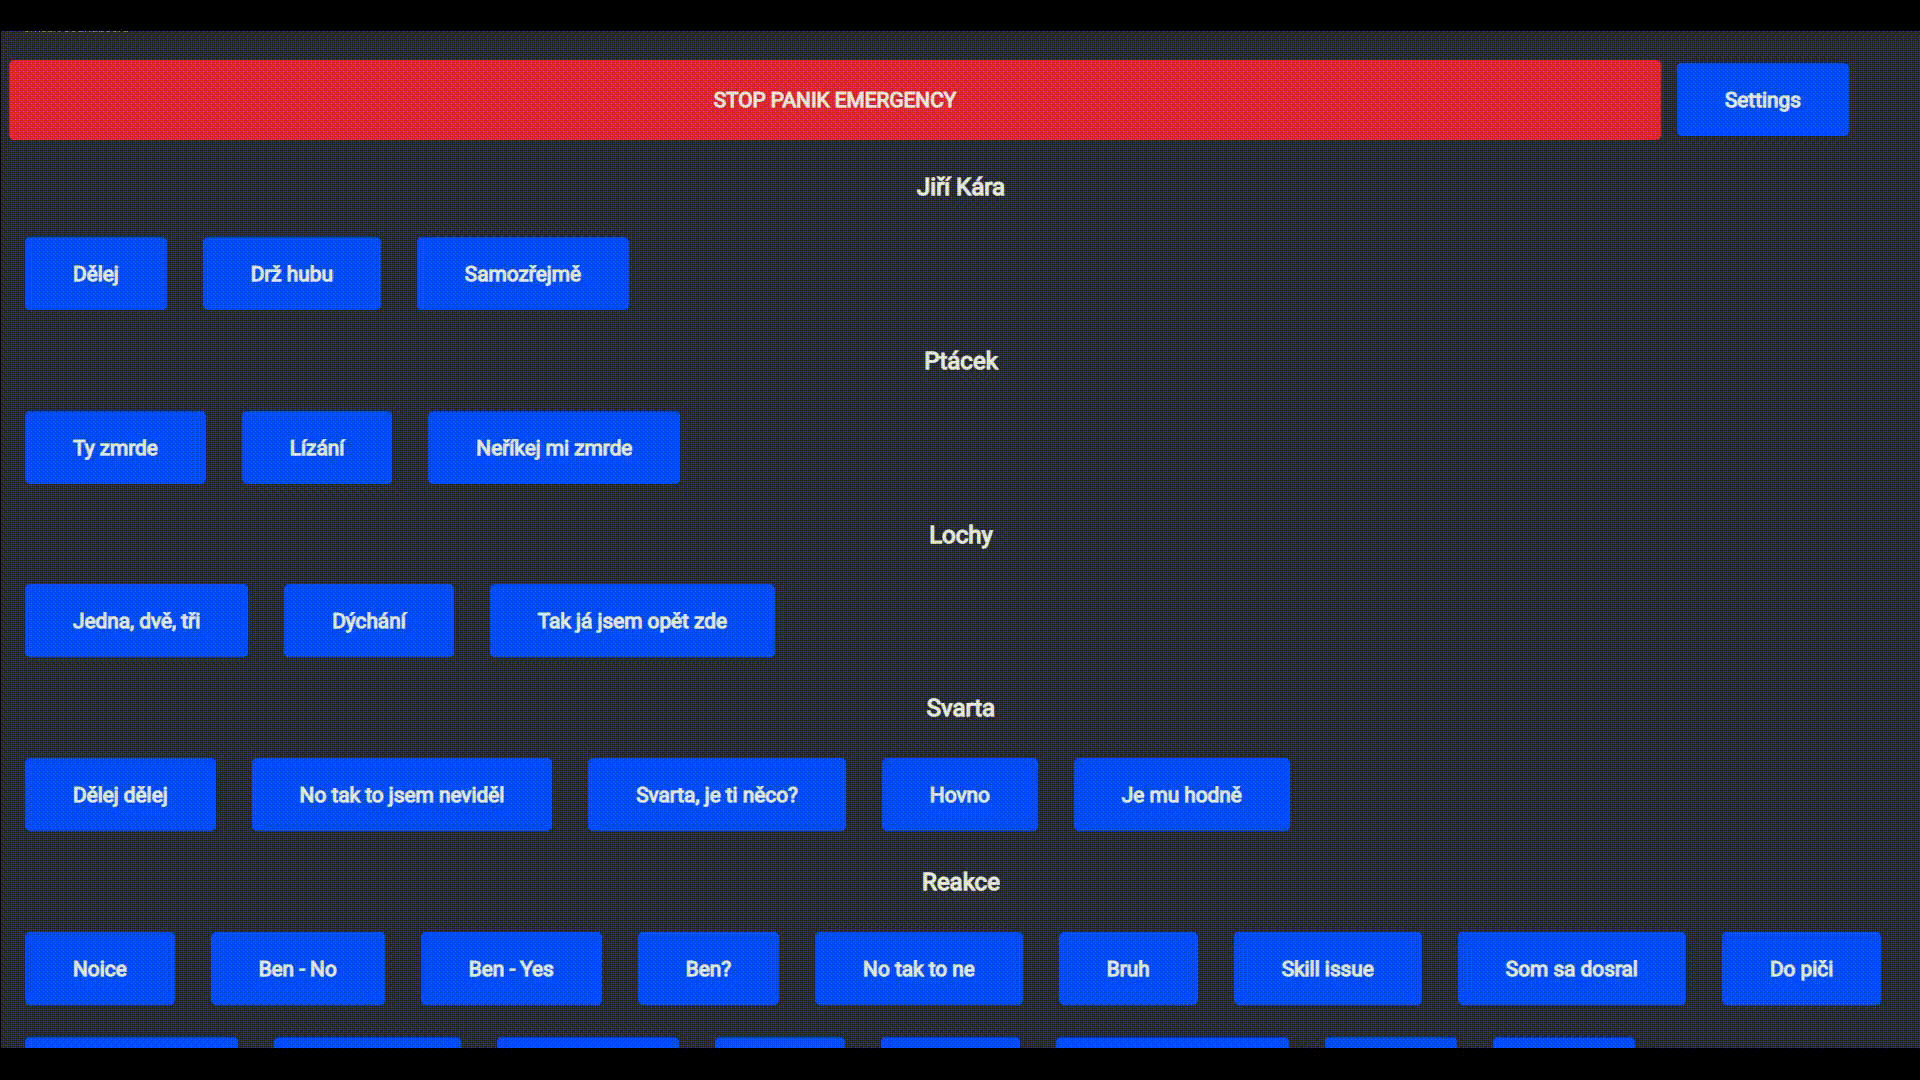 STOP PANIK EMERGENCY Settings
Jiří Kára
Dělej Drž hubu Samozřejmě
Ptácek
Ty zmrde Lízání Neříkej mi zmrde
Lochy
Jedna, dvě, tři Dýchání Tak já jsem opět zde
Svarta
Dělej dělej No tak to jsem neviděl Svarta, je ti něco? Hovno Je mu hodně
Reakce
Noice Ben - No Ben - Yes Ben? No tak to ne Bruh Skill issue Som sa dosral Do piči